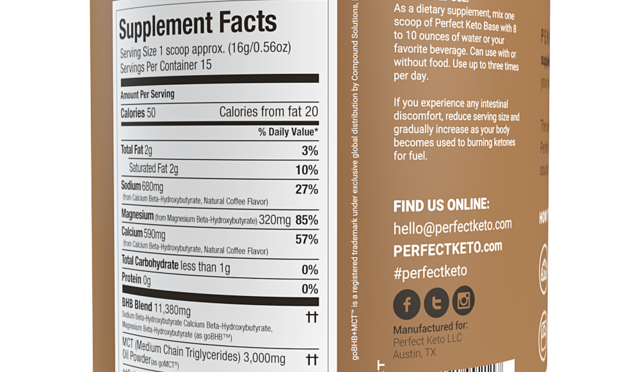 Supplement Facts
Serving Size 1 scoop approx. (16g/0.56oz)
Servings Per Container 15
Amount Per Serving
Calories 50 Calories from fat 20
% Daily Value*
Total Fat 2g 3%
Saturated Fat 2g 10%
Sodium 680mg 27%
(from Calcium Beta-Hydroxybutyrate, Natural Coffee Flavor)
Magnesium (from Magnesium Beta-Hydroxybutyrate) 320mg 85%
Calcium 590mg 57%
(from Calcium Beta-Hydroxybutyrate, Natural Coffee Flavor)
Total Carbohydrate less than 1g 0%
Protein 0g 0%
BHB Blend 11,380mg ††
Sodium Beta-Hydroxybutyrate Calcium Beta-Hydroxybutyrate,
Magnesium Beta-Hydroxybutyrate (as goBHB™)
MCT (Medium Chain Triglycerides) 3,000mg ††
Oil Powder (as goMCT®)
goBHB+MCT™ is a registered trademark under exclusive global distribution by Compound Solutions,
As a dietary supplement, mix one
scoop of Perfect Keto Base with 8
to 10 ounces of water or your
favorite beverage. Can use with or
without food. Use up to three times
per day.
If you experience any intestinal
discomfort, reduce serving size and
gradually increase as your body
becomes used to burning ketones
for fuel.
FIND US ONLINE:
hello@perfectketo.com
PERFECTKETO.com
#perfectketo
Manufactured for:
Perfect Keto LLC
Austin, TX